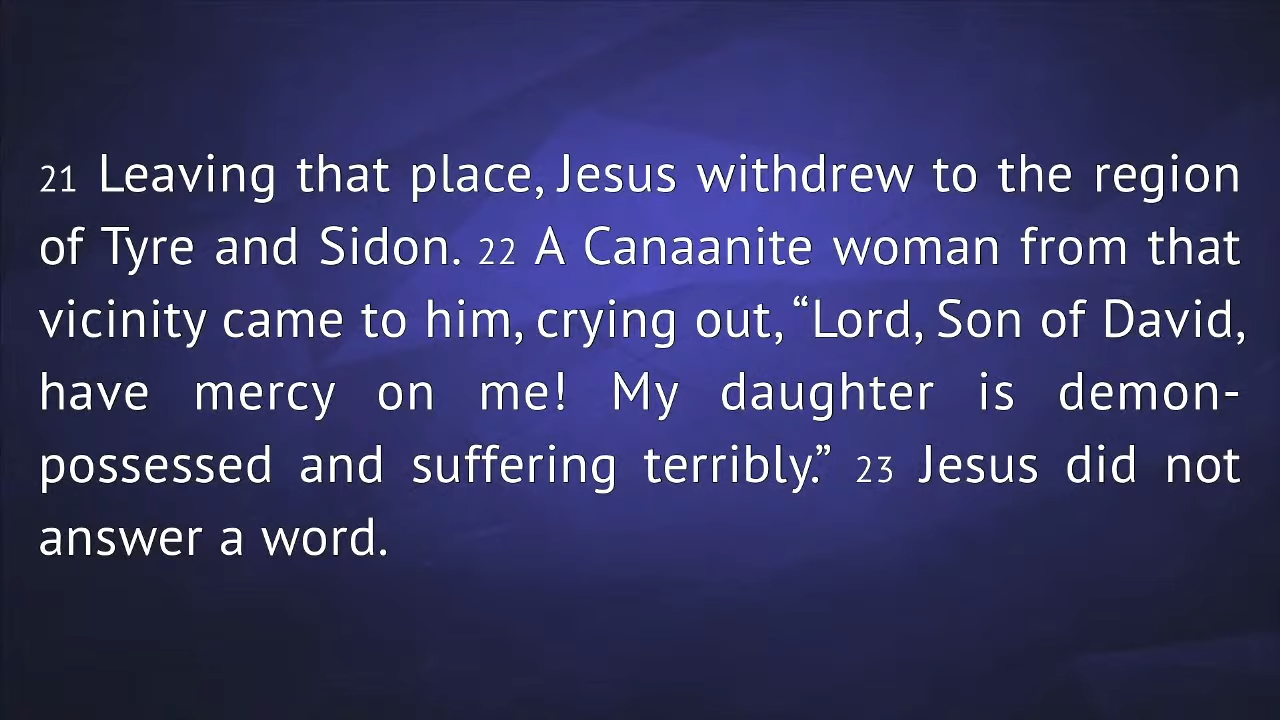 21 Leaving that place, Jesus withdrew to the region
of Tyre and Sidon. 22 A Canaanite woman from that
vicinity came to him, crying out, “Lord, Son of David,
have mercy on me! My daughter is demon-
possessed and suffering terribly.” 23 Jesus did not
answer a word.